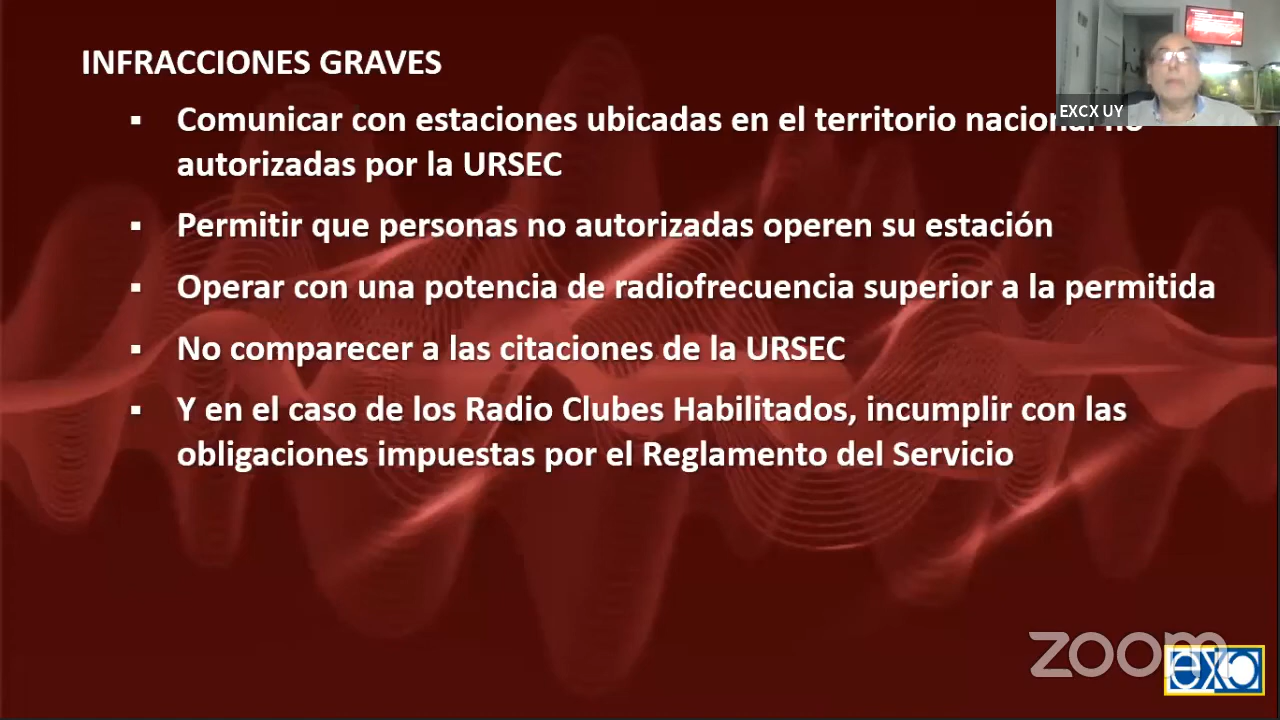 INFRACCIONES GRAVES
EXCX UY
▪ Comunicar con estaciones ubicadas en el territorio nacional no
autorizadas por la URSEC
▪ Permitir que personas no autorizadas operen su estación
▪ Operar con una potencia de radiofrecuencia superior a la permitida
▪ No comparecer a las citaciones de la URSEC
▪ Y en el caso de los Radio Clubes Habilitados, incumplir con las
obligaciones impuestas por el Reglamento del Servicio
zoom
exo